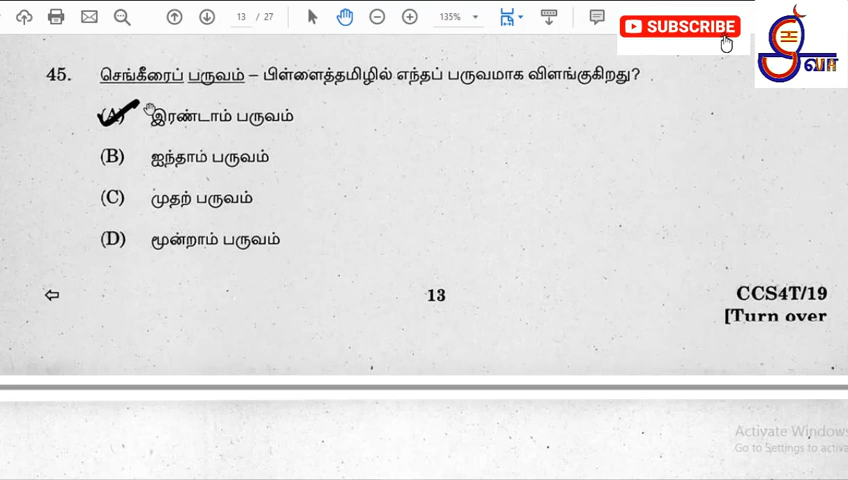 13 / 27
135%
SUBSCRIBE
வா
45. செங்கீரைப் பருவம் – பிள்ளைத்தமிழில் எந்தப் பருவமாக விளங்குகிறது?
(A) இரண்டாம் பருவம்
(B) ஐந்தாம் பருவம்
(C) முதற் பருவம்
(D) மூன்றாம் பருவம்
⇦ 13 CCS4T/19
[Turn over
Activate Windows
Go to Settings to activa